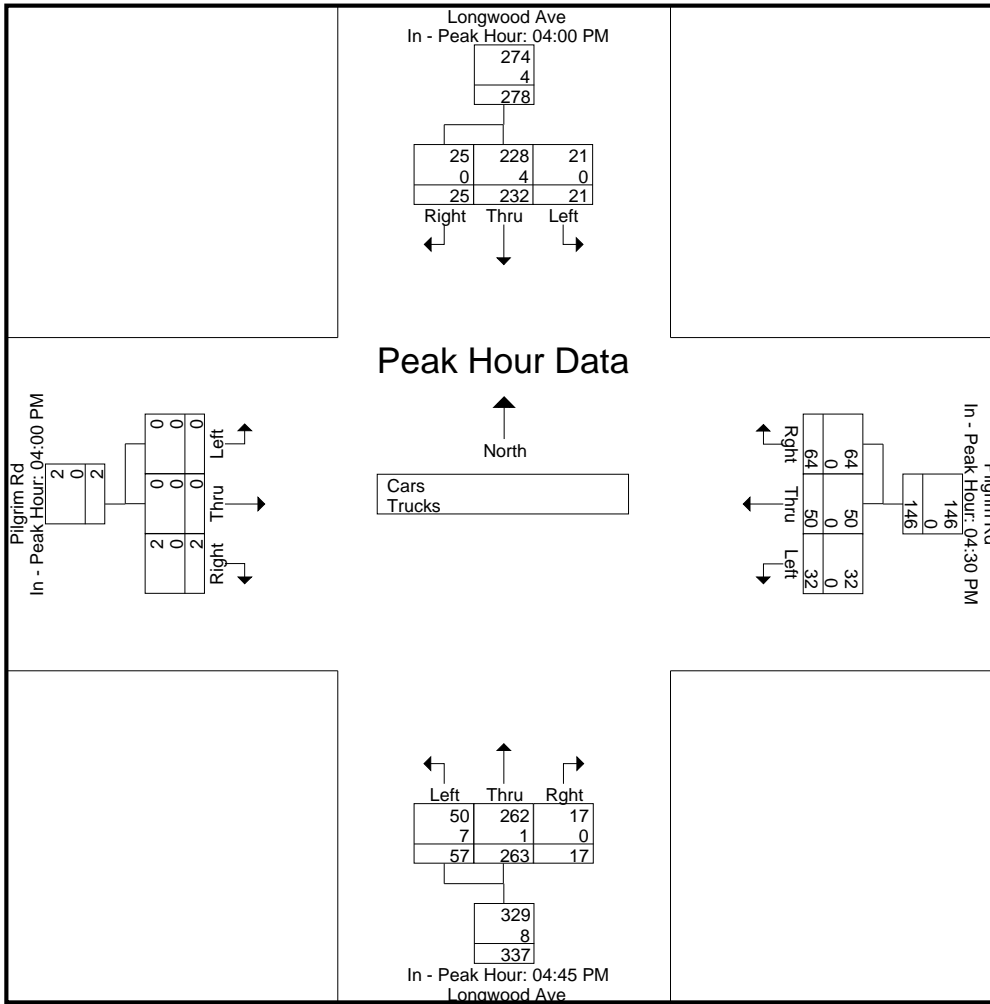 Longwood Ave
In - Peak Hour: 04:00 PM
274
4
278
25 228 21
0 4 0
25 232 21
Right Thru Left
Peak Hour Data
North
Cars
Trucks
Pilgrim Rd
In - Peak Hour: 04:00 PM
2 0 2
0 0 0
0 0 0
2 0 2
Left
Thru
Right
Rght
Thru
Left
64 0 64
50 0 50
32 0 32
146 0 146
In - Peak Hour: 04:30 PM
Pilgrim Rd
Left Thru Rght
50 262 17
7 1 0
57 263 17
329
8
337
In - Peak Hour: 04:45 PM
Longwood Ave